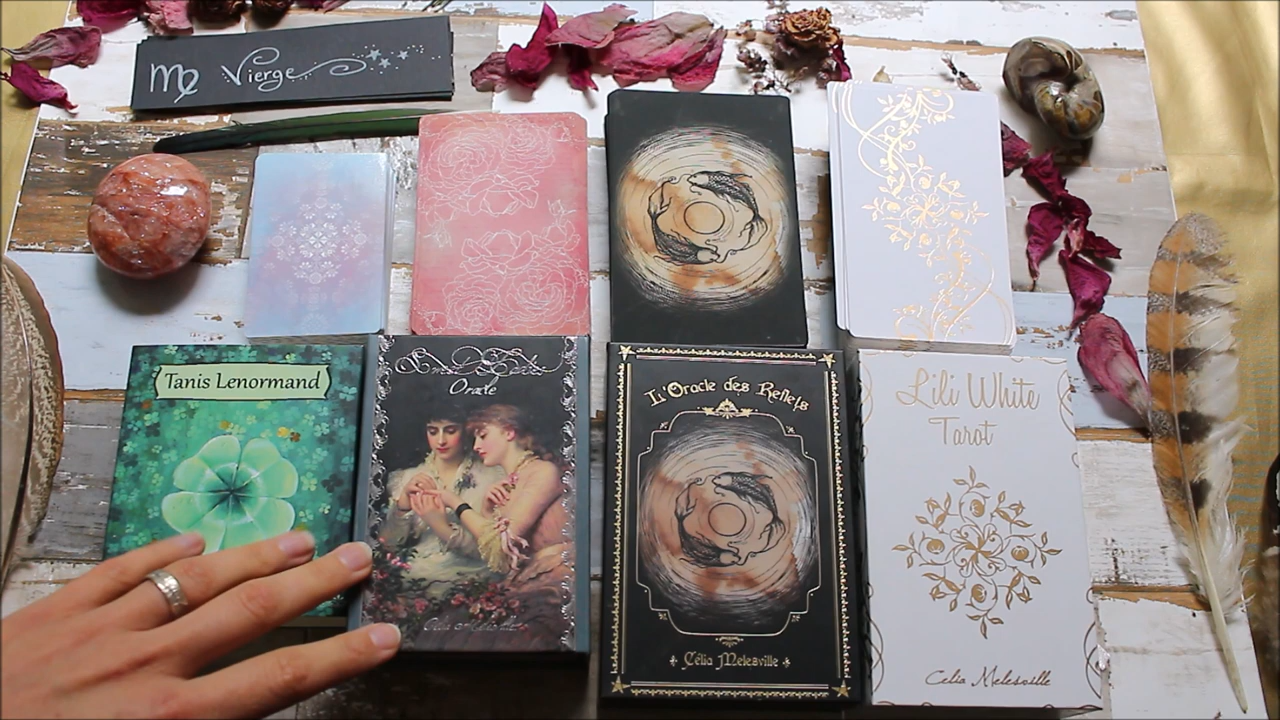 ♍ Vierge
Tanis Lenormand
Oracle
L'Oracle des Reflets
Célia Melesville
Lili White
Tarot
Celia Melesville